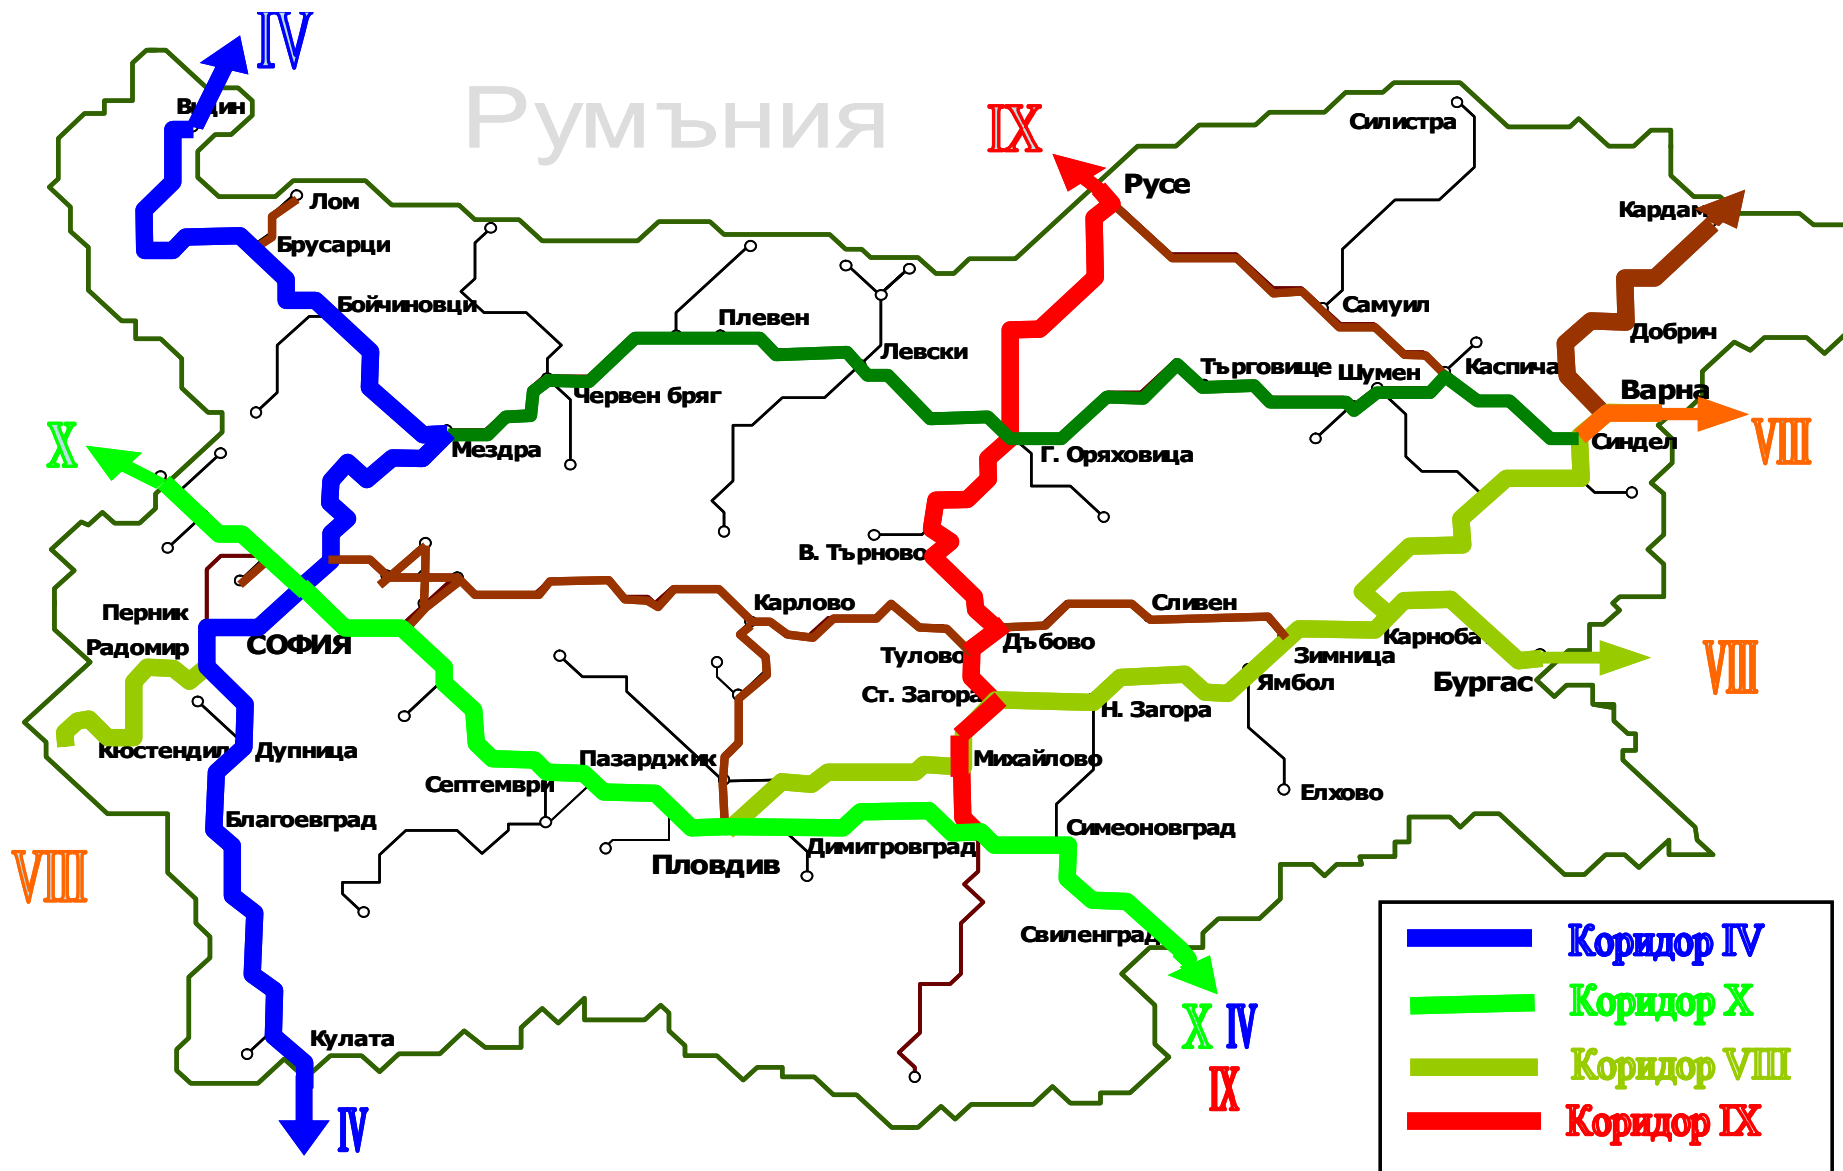 IV
Румъния
Видин
IX
Силистра
Русе
Лом
Кардам
Брусарци
Бойчиновци
Самуил
Плевен
Добрич
Левски
Търговище
Шумен
Каспича
Червен бряг
Варна
X
Мездра
Г. Оряховица
Синдел
VIII
В. Търново
Перник
Карлово
Сливен
СОФИЯ
Радомир
Тулово
Дъбово
Карноба
Зимница
VIII
Ст. Загора
Н. Загора
Ямбол
Бургас
Кюстендил
Дупница
Пазарджик
Михайлово
Септември
Елхово
Благоевград
Симеоновград
Димитровград
Пловдив
VIII
Свиленград
Коридор IV
Коридор X
X IV
Кулата
Коридор VIII
IX
Коридор IX
IV